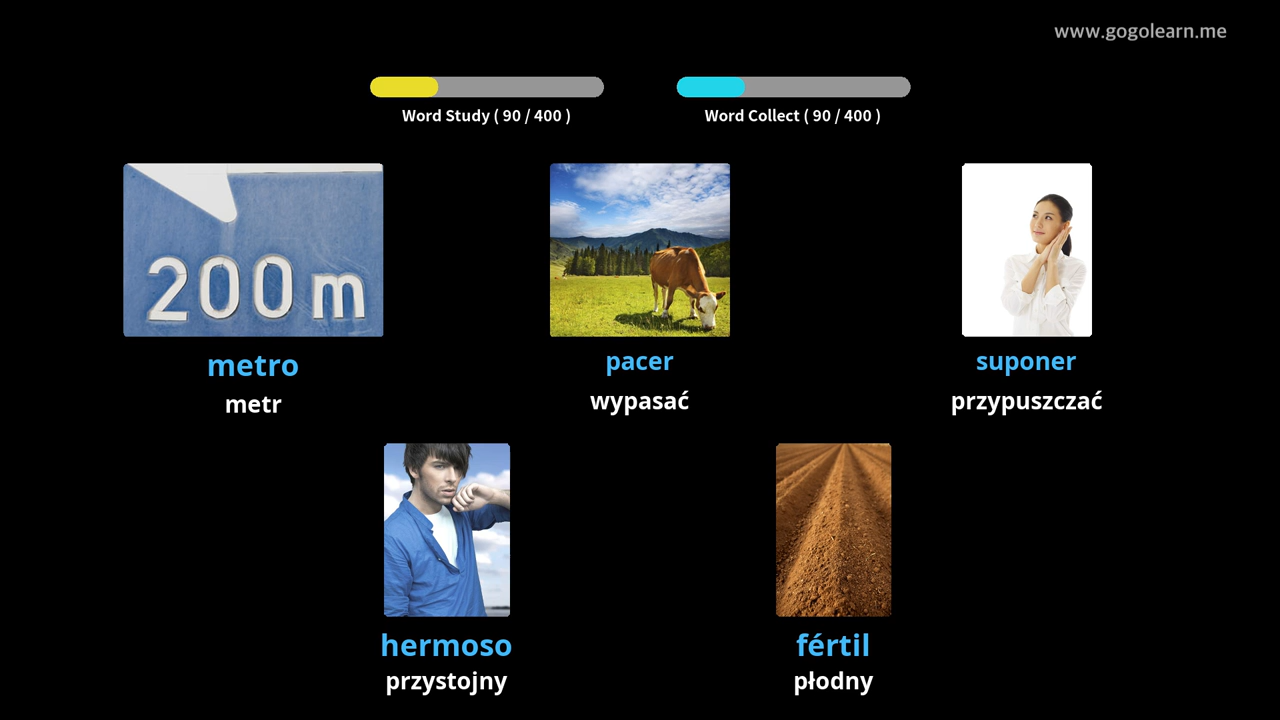 www.gogolearn.me
Word Study ( 90 / 400 )
Word Collect ( 90 / 400 )
200 m
metro
metr
pacer
wypasać
suponer
przypuszczać
hermoso
przystojny
fértil
płodny